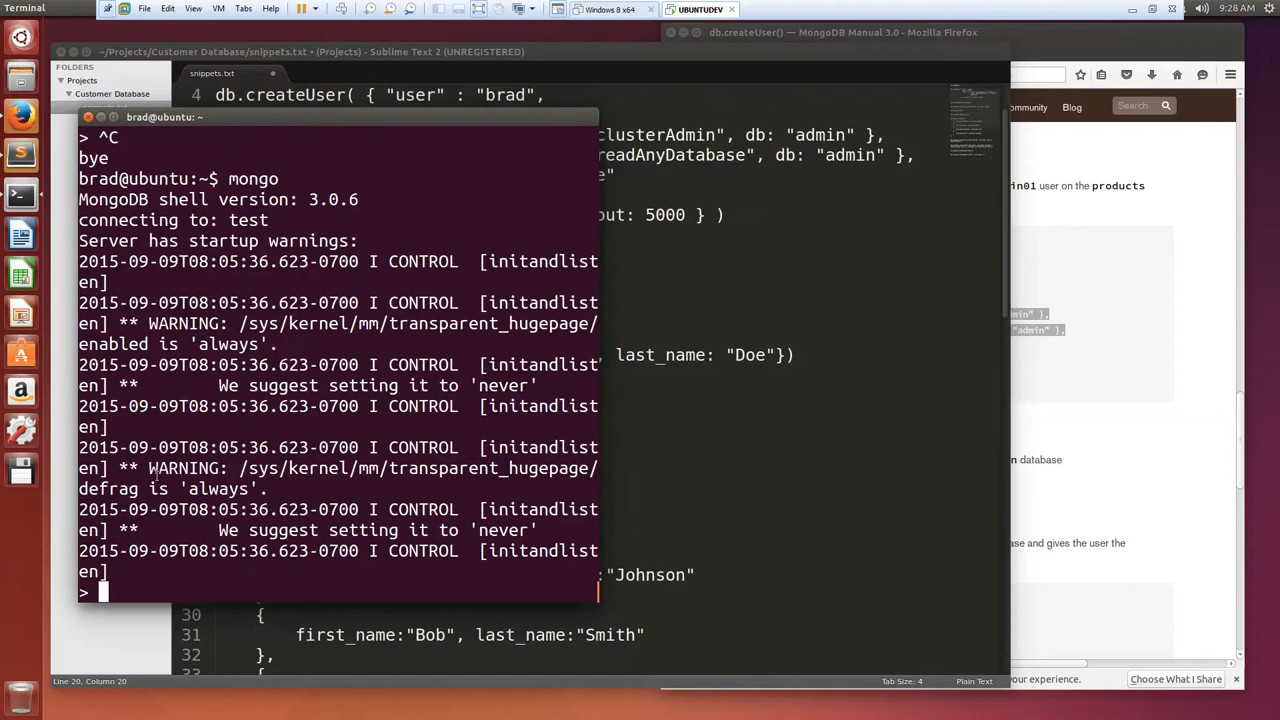 Terminal
File Edit View VM Tabs Help
Windows 8 x64
UBUNTUDEV
9:28 AM
~/Projects/Customer Database/snippets.txt • (Projects) - Sublime Text 2 (UNREGISTERED)
db.createUser() — MongoDB Manual 3.0 - Mozilla Firefox
FOLDERS
Projects
Customer Database
snippets.txt
4 db.createUser( { "user" : "brad",
clusterAdmin", db: "admin" },
readAnyDatabase", db: "admin" },
e"
out: 5000 } )
last_name: "Doe"})
:"Johnson"
30 {
31 first_name:"Bob", last_name:"Smith"
32 },
33 {
Line 20, Column 20
Tab Size: 4
Plain Text
brad@ubuntu: ~
> ^C
bye
brad@ubuntu:~$ mongo
MongoDB shell version: 3.0.6
connecting to: test
Server has startup warnings:
2015-09-09T08:05:36.623-0700 I CONTROL [initandlist
en]
2015-09-09T08:05:36.623-0700 I CONTROL [initandlist
en] ** WARNING: /sys/kernel/mm/transparent_hugepage/
enabled is 'always'.
2015-09-09T08:05:36.623-0700 I CONTROL [initandlist
en] ** We suggest setting it to 'never'
2015-09-09T08:05:36.623-0700 I CONTROL [initandlist
en]
2015-09-09T08:05:36.623-0700 I CONTROL [initandlist
en] ** WARNING: /sys/kernel/mm/transparent_hugepage/
defrag is 'always'.
2015-09-09T08:05:36.623-0700 I CONTROL [initandlist
en] ** We suggest setting it to 'never'
2015-09-09T08:05:36.623-0700 I CONTROL [initandlist
en]
>
Search
ommunity Blog
Search
in01 user on the products
min" },
"admin" },
n database
ase and gives the user the
your experience.
Choose What I Share